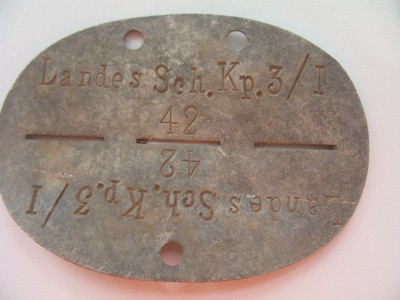 Landes Sch. Kp. 3/I
42
42
Landes Sch. Kp. 3/I